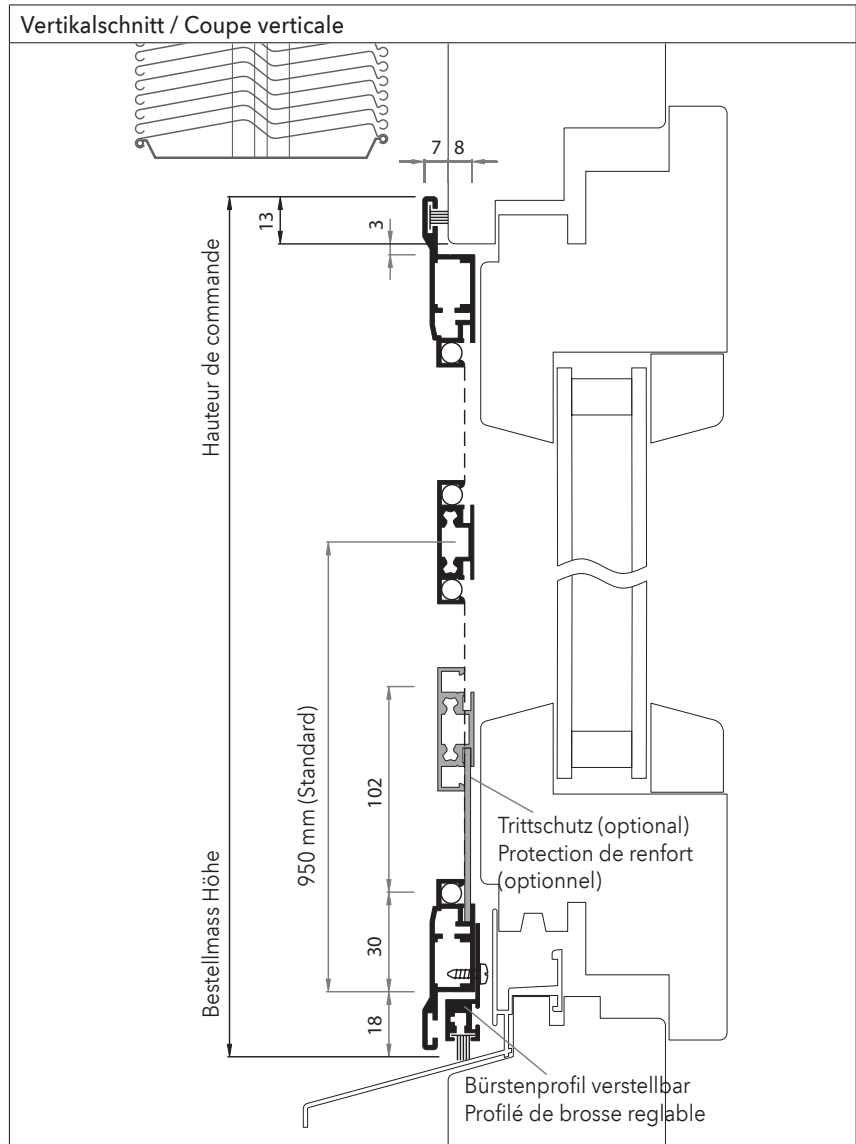 Vertikalschnitt / Coupe verticale
7 8
13
3
Hauteur de commande
950 mm (Standard)
102
Trittschutz (optional)
Protection de renfort
(optionnel)
Bestellmass Höhe
30
18
Bürstenprofil verstellbar
Profilé de brosse reglable